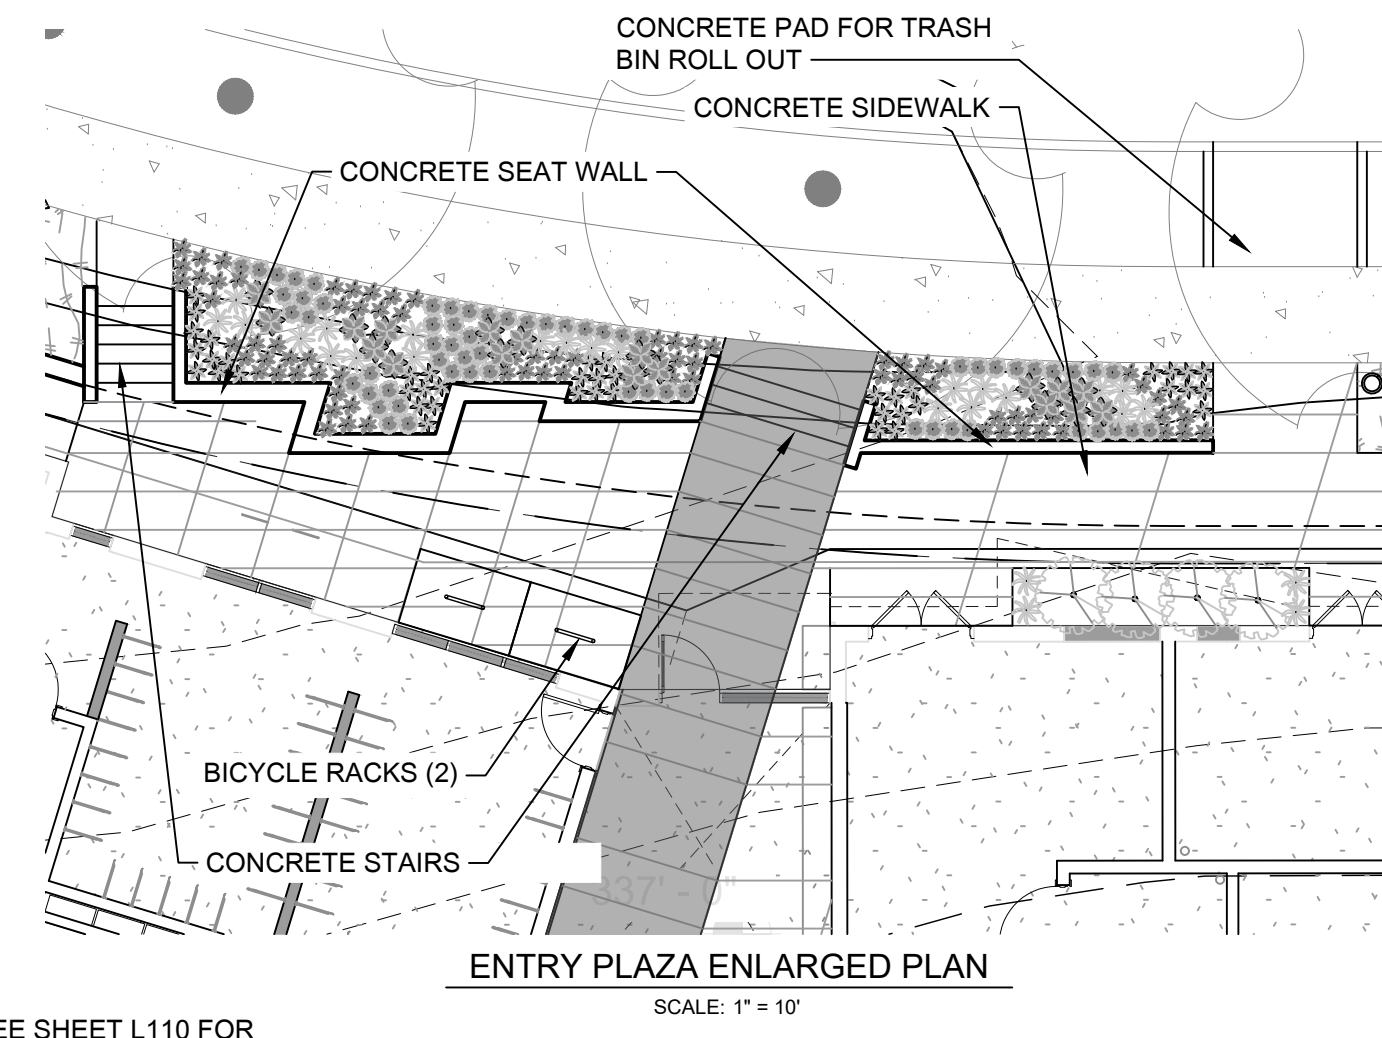 CONCRETE PAD FOR TRASH
BIN ROLL OUT
CONCRETE SIDEWALK
CONCRETE SEAT WALL
BICYCLE RACKS (2)
CONCRETE STAIRS
337' - 0"
ENTRY PLAZA ENLARGED PLAN
SCALE: 1" = 10'
EE SHEET L110 FOR